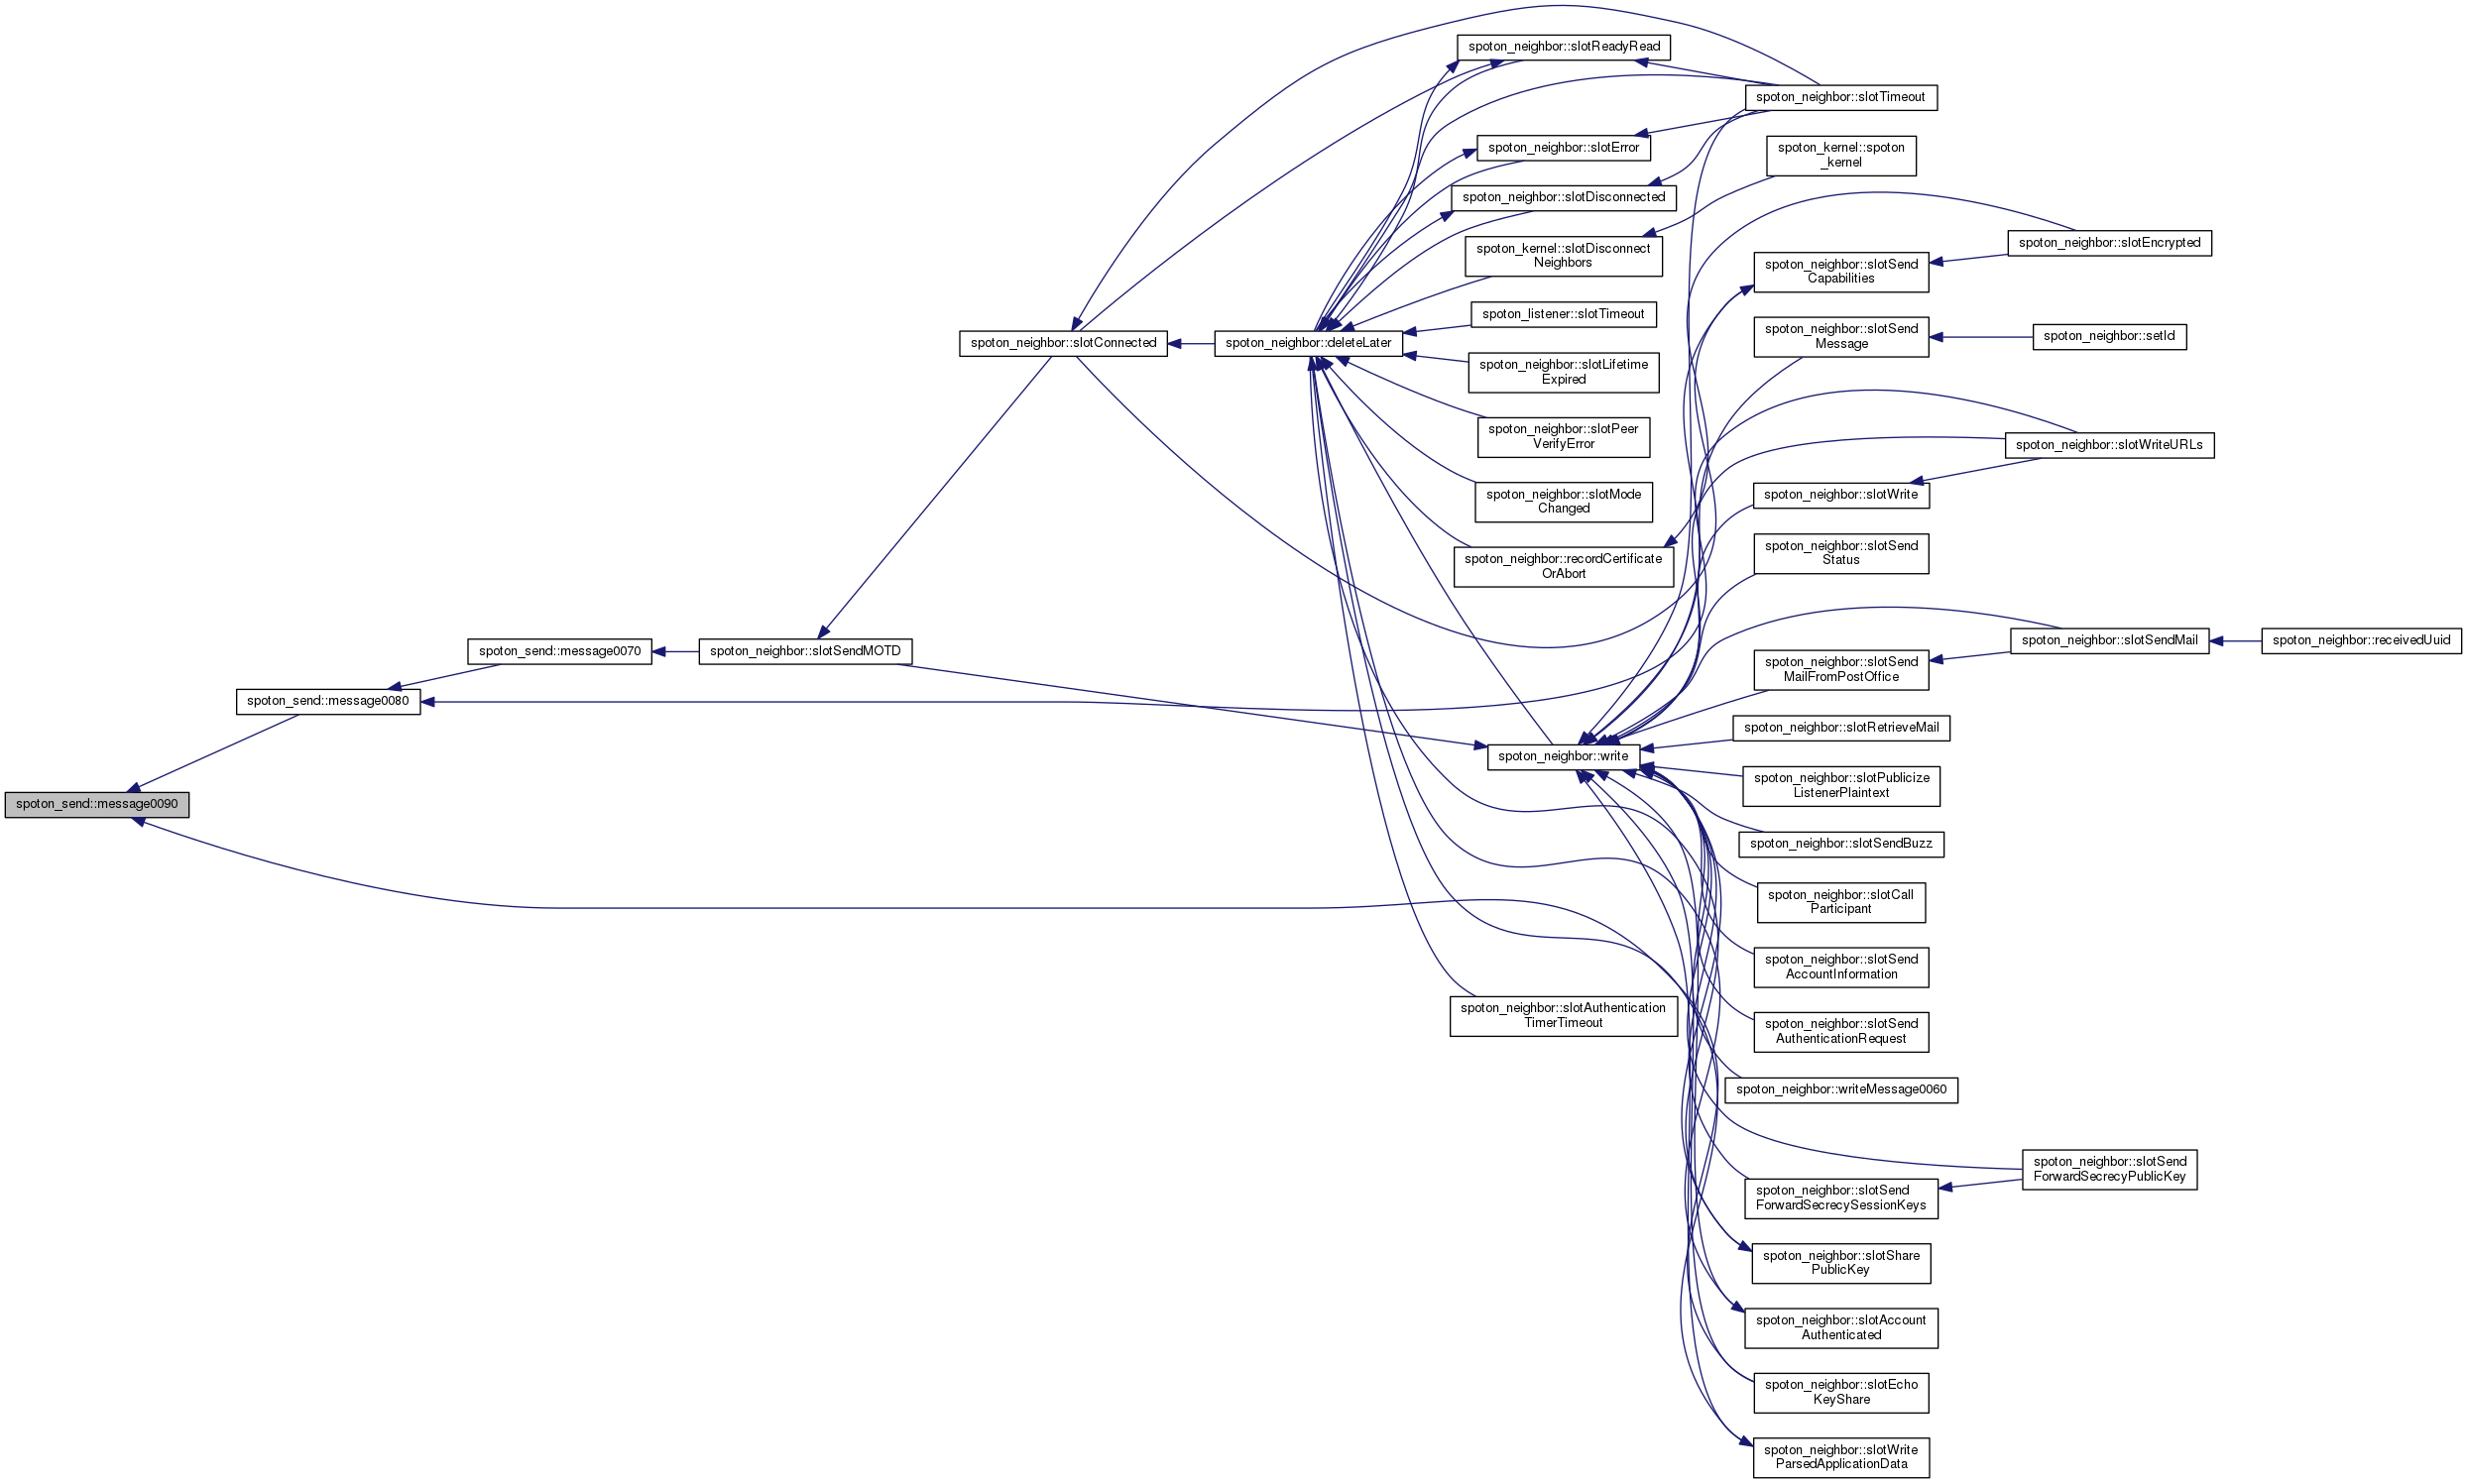 spoton_send::message0090
spoton_send::message0080
spoton_send::message0070
spoton_neighbor::slotSendMOTD
spoton_neighbor::slotConnected
spoton_neighbor::deleteLater
spoton_neighbor::slotReadyRead
spoton_neighbor::slotError
spoton_neighbor::slotDisconnected
spoton_kernel::slotDisconnect
Neighbors
spoton_listener::slotTimeout
spoton_neighbor::slotLifetime
Expired
spoton_neighbor::slotPeer
VerifyError
spoton_neighbor::slotMode
Changed
spoton_neighbor::recordCertificate
OrAbort
spoton_neighbor::write
spoton_neighbor::slotAuthentication
TimerTimeout
spoton_neighbor::slotTimeout
spoton_kernel::spoton
_kernel
spoton_neighbor::slotSend
Capabilities
spoton_neighbor::slotSend
Message
spoton_neighbor::slotWrite
spoton_neighbor::slotSend
Status
spoton_neighbor::slotSend
MailFromPostOffice
spoton_neighbor::slotRetrieveMail
spoton_neighbor::slotPublicize
ListenerPlaintext
spoton_neighbor::slotSendBuzz
spoton_neighbor::slotCall
Participant
spoton_neighbor::slotSend
AccountInformation
spoton_neighbor::slotSend
AuthenticationRequest
spoton_neighbor::writeMessage0060
spoton_neighbor::slotSend
ForwardSecrecySessionKeys
spoton_neighbor::slotShare
PublicKey
spoton_neighbor::slotAccount
Authenticated
spoton_neighbor::slotEcho
KeyShare
spoton_neighbor::slotWrite
ParsedApplicationData
spoton_neighbor::slotEncrypted
spoton_neighbor::setId
spoton_neighbor::slotWriteURLs
spoton_neighbor::slotSendMail
spoton_neighbor::slotSend
ForwardSecrecyPublicKey
spoton_neighbor::receivedUuid